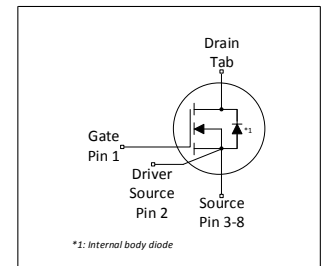 Drain
Tab
*1
Gate
Pin 1
Driver
Source
Pin 2
Source
Pin 3-8
*1: Internal body diode